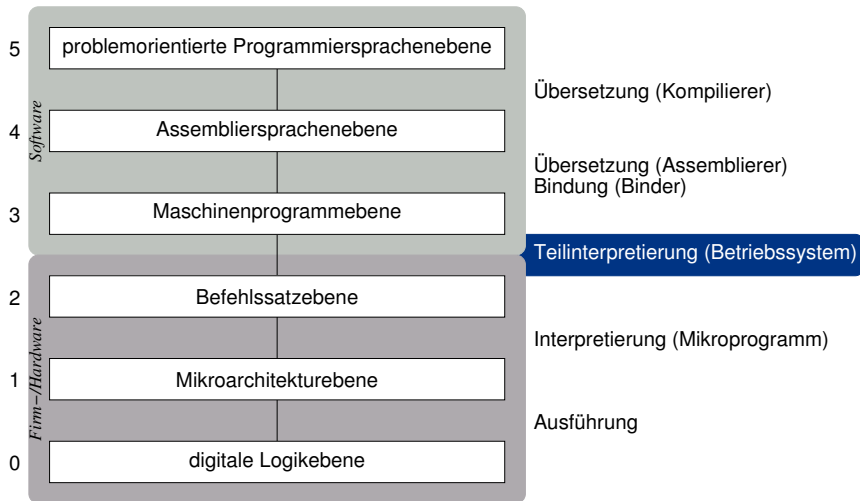 5
problemorientierte Programmiersprachenebene
Übersetzung (Kompilierer)
Software
4
Assembliersprachenebene
Übersetzung (Assemblierer)
Bindung (Binder)
3
Maschinenprogrammebene
Teilinterpretierung (Betriebssystem)
2
Befehlssatzebene
Interpretierung (Mikroprogramm)
Firm−/Hardware
1
Mikroarchitekturebene
Ausführung
0
digitale Logikebene